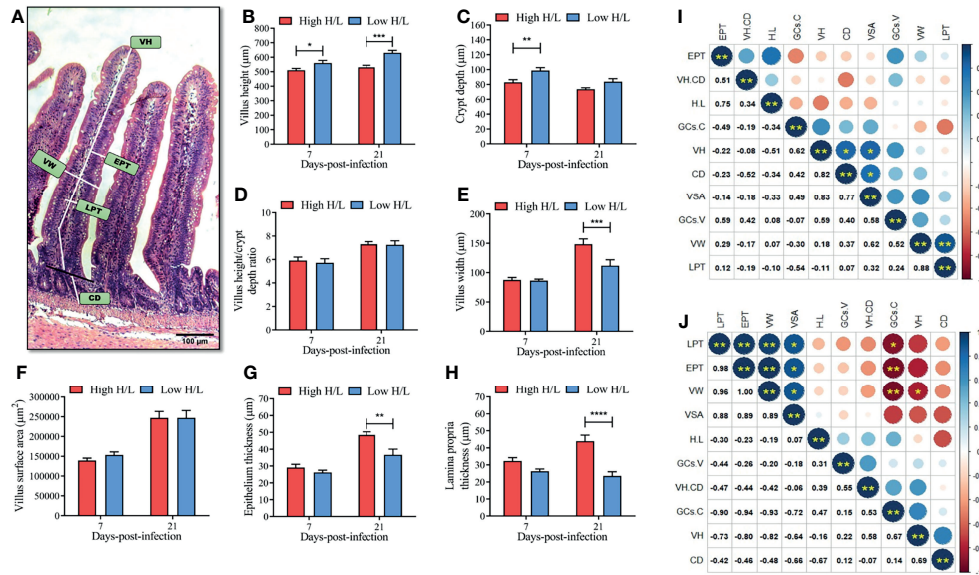 A
VH
EPT
VW
LPT
CD
100 µm
B
High H/L Low H/L
Villus height (µm)
800
700
600
500
400
300
200
100
0
*
***
7 21
Days-post-infection
C
High H/L Low H/L
Crypt depth (µm)
200
150
100
50
0
**
7 21
Days-post-infection
D
High H/L Low H/L
Villus height/crypt
depth ratio
10
8
6
4
2
0
7 21
Days-post-infection
E
High H/L Low H/L
Villus width (µm)
200
150
100
50
0
***
7 21
Days-post-infection
F
High H/L Low H/L
Villus surface area (µm²)
300000
250000
200000
150000
100000
50000
0
7 21
Days-post-infection
G
High H/L Low H/L
Epithelium thickness (µm)
70
60
50
40
30
20
10
0
**
7 21
Days-post-infection
H
High H/L Low H/L
Lamina propria
thickness (µm)
60
40
20
0
****
7 21
Days-post-infection
I
EPT VH.CD H.L GCs.C VH CD VSA GCs.V VW LPT
EPT **
VH.CD 0.51 **
H.L 0.75 0.34 **
GCs.C -0.49 -0.19 -0.34 **
VH -0.22 -0.08 -0.51 0.62 ** * *
CD -0.23 -0.52 -0.34 0.42 0.82 ** *
VSA -0.14 -0.18 -0.33 0.49 0.83 0.77 **
GCs.V 0.59 0.42 0.08 -0.07 0.59 0.40 0.58 **
VW 0.29 -0.17 0.07 -0.30 0.18 0.37 0.62 0.52 ** **
LPT 0.12 -0.19 -0.10 -0.54 -0.11 0.07 0.32 0.24 0.88 **
J
LPT EPT VW VSA H.L GCs.V VH.CD GCs.C VH CD
LPT ** ** ** * *
EPT 0.98 ** ** * **
VW 0.96 1.00 ** * ** *
VSA 0.88 0.89 0.89 **
H.L -0.30 -0.23 -0.19 0.07 **
GCs.V -0.44 -0.26 -0.20 -0.18 0.31 **
VH.CD -0.47 -0.44 -0.42 -0.06 0.39 0.55 **
GCs.C -0.90 -0.94 -0.93 -0.72 0.47 0.15 0.53 **
VH -0.73 -0.80 -0.82 -0.64 -0.16 0.22 0.58 0.67 **
CD -0.42 -0.46 -0.48 -0.66 -0.67 0.12 -0.07 0.14 0.69 **